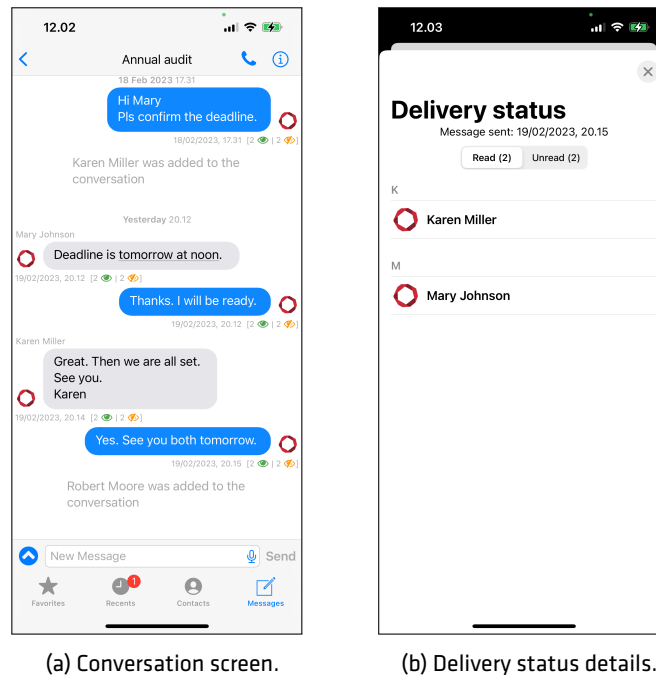 12.02
Annual audit
18 Feb 2023 17.31
Hi Mary
Pls confirm the deadline.
18/02/2023, 17.31 [2 | 2 ]
Karen Miller was added to the
conversation
Yesterday 20.12
Mary Johnson
Deadline is tomorrow at noon.
19/02/2023, 20.12 [2 | 2 ]
Thanks. I will be ready.
19/02/2023, 20.12 [2 | 2 ]
Karen Miller
Great. Then we are all set.
See you.
Karen
19/02/2023, 20.14 [2 | 2 ]
Yes. See you both tomorrow.
19/02/2023, 20.15 [2 | 2 ]
Robert Moore was added to the
conversation
New Message
Send
1
Favorites Recents Contacts Messages
(a) Conversation screen.
12.03
Delivery status
Message sent: 19/02/2023, 20.15
Read (2) Unread (2)
K
Karen Miller
M
Mary Johnson
(b) Delivery status details.